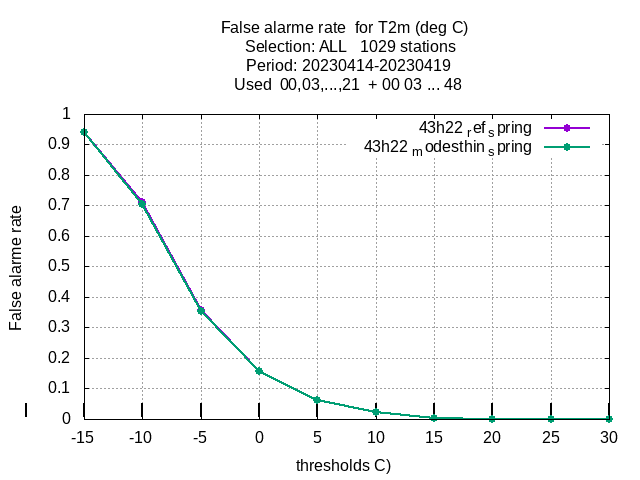 False alarme rate  for T2m (deg C)
Selection: ALL   1029 stations
Period: 20230414-20230419
Used  00,03,...,21  + 00 03 ... 48
43h22 ref spring
43h22 modesthin spring
False alarme rate
1
0.9
0.8
0.7
0.6
0.5
0.4
0.3
0.2
0.1
0
-15 -10 -5 0 5 10 15 20 25 30
thresholds C)